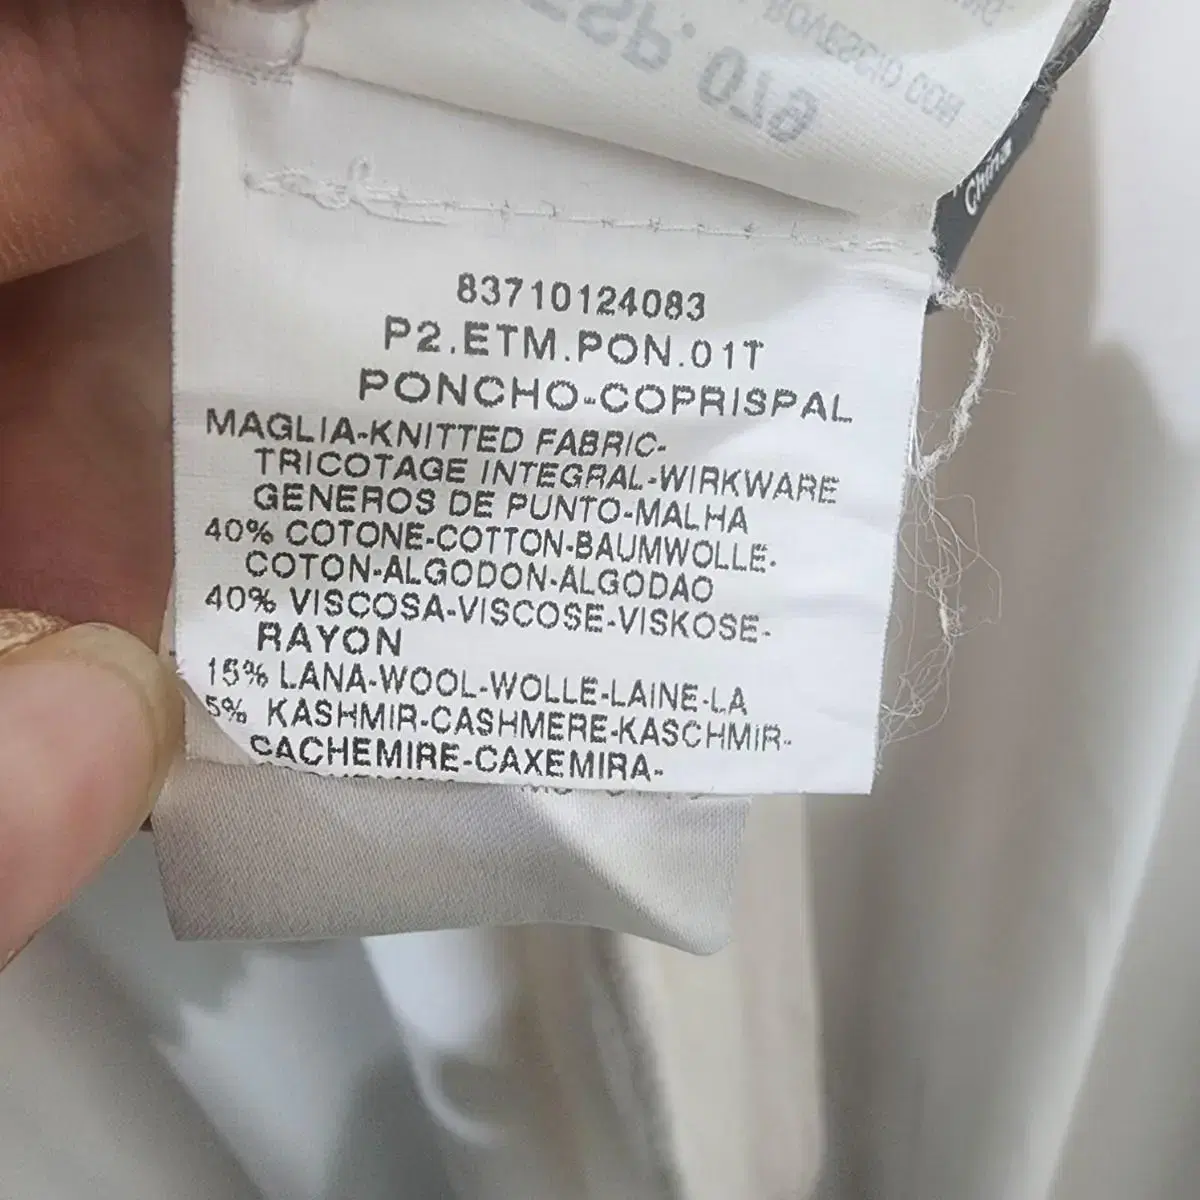 China
83710124083
P2.ETM.PON.01T
PONCHO-COPRISPAL
MAGLIA-KNITTED FABRIC-
TRICOTAGE INTEGRAL-WIRKWARE
GENEROS DE PUNTO-MALHA
40% COTONE-COTTON-BAUMWOLLE-
COTON-ALGODON-ALGODAO
40% VISCOSA-VISCOSE-VISKOSE-
RAYON
15% LANA-WOOL-WOLLE-LAINE-LA
5% KASHMIR-CASHMERE-KASCHMIR-
CACHEMIRE-CAXEMIRA-